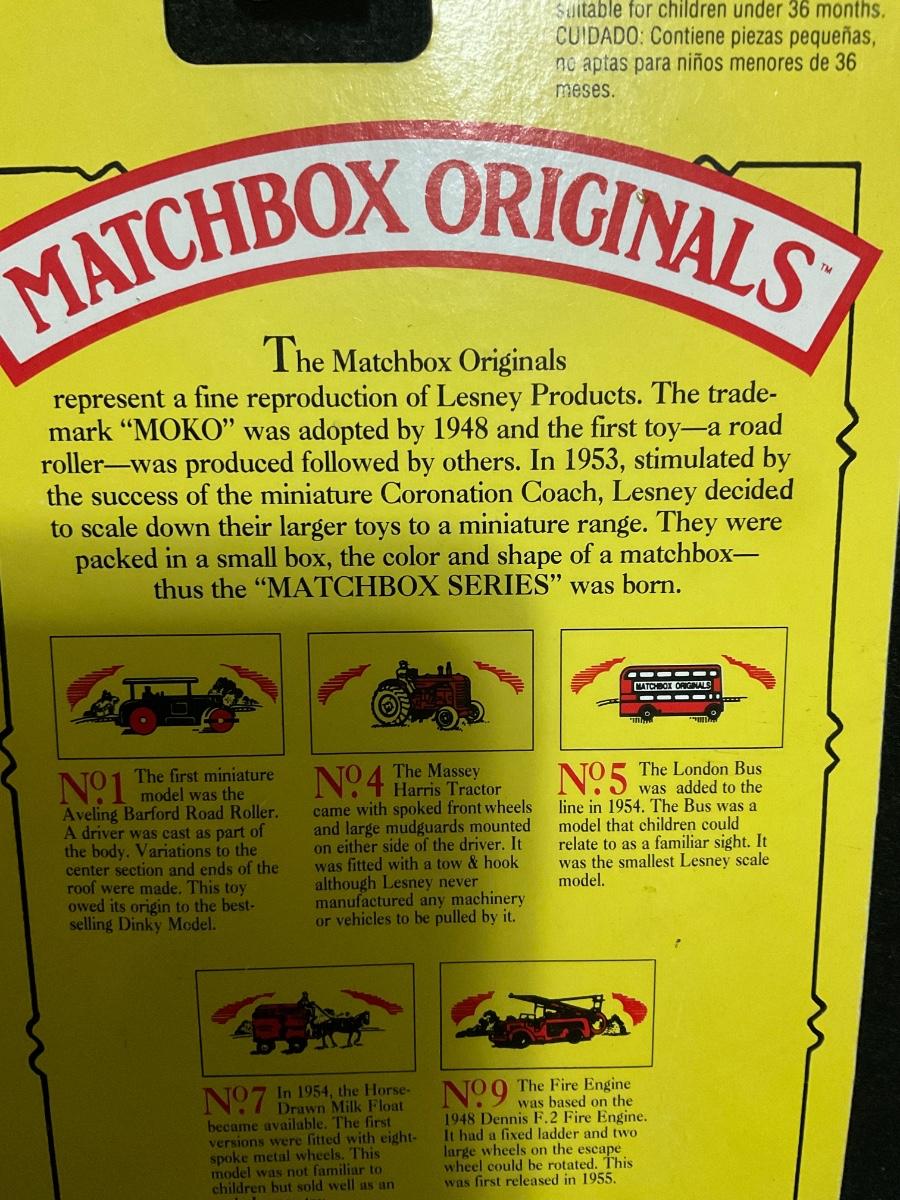 suitable for children under 36 months.
CUIDADO: Contiene piezas pequeñas,
no aptas para niños menores de 36
meses.
MATCHBOX ORIGINALS™
The Matchbox Originals
represent a fine reproduction of Lesney Products. The trade-
mark “MOKO” was adopted by 1948 and the first toy—a road
roller—was produced followed by others. In 1953, stimulated by
the success of the miniature Coronation Coach, Lesney decided
to scale down their larger toys to a miniature range. They were
packed in a small box, the color and shape of a matchbox—
thus the “MATCHBOX SERIES” was born.
No.1 The first miniature
model was the
Aveling Barford Road Roller.
A driver was cast as part of
the body. Variations to the
center section and ends of the
roof were made. This toy
owed its origin to the best-
selling Dinky Model.
No.4 The Massey
Harris Tractor
came with spoked front wheels
and large mudguards mounted
on either side of the driver. It
was fitted with a tow & hook
although Lesney never
manufactured any machinery
or vehicles to be pulled by it.
MATCHBOX ORIGINALS
No.5 The London Bus
was added to the
line in 1954. The Bus was a
model that children could
relate to as a familiar sight. It
was the smallest Lesney scale
model.
No.7 In 1954, the Horse-
Drawn Milk Float
became available. The first
versions were fitted with eight-
spoke metal wheels. This
model was not familiar to
children but sold well as an
No.9 The Fire Engine
was based on the
1948 Dennis F.2 Fire Engine.
It had a fixed ladder and two
large wheels on the escape
wheel could be rotated. This
was first released in 1955.